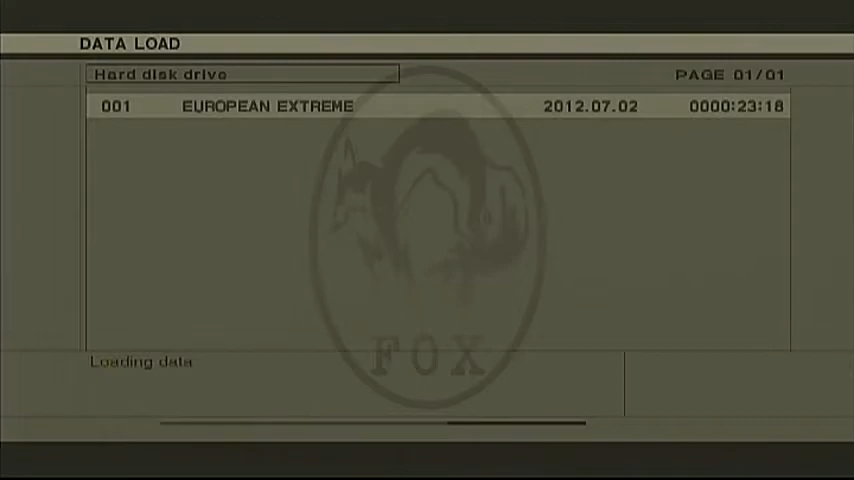 DATA LOAD
Hard disk drive PAGE 01/01
001 EUROPEAN EXTREME 2012.07.02 0000:23:18
FOX
Loading data